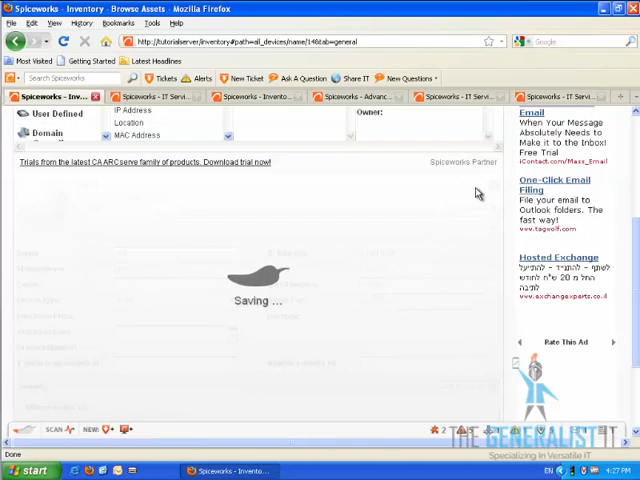 Spiceworks - Inventory - Browse Assets - Mozilla Firefox
File Edit View History Bookmarks Tools Help
http://tutorialserver/inventory#path=all_devices/name/14&tab=general
Google
Most Visited Getting Started Latest Headlines
Search Spiceworks Tickets Alerts New Ticket Ask A Question Share IT New Questions
Spiceworks - Inv... Spiceworks - IT Servi... Spiceworks - Invento... Spiceworks - Advanc... Spiceworks - IT Servi... Spiceworks - IT Servi...
User Defined
Domain
IP Address
Location
MAC Address
Owner:
Trials from the latest CA ARCserve family of products. Download trial now!
Spiceworks Partner
Saving ...
Email
When Your Message
Absolutely Needs to
Make it to the Inbox!
Free Trial
iContact.com/Mass_Email
One-Click Email
Filing
File your email to
Outlook folders. The
fast way!
www.tagwolf.com
Hosted Exchange
לשתף - להתנייד - להתייעל
החל מ 20 ש"ח לחודש
לתיבה
www.exchangexperts.co.il
Rate This Ad
SCAN NEW:
2
THE GENERALIST IT
Specializing In Versatile IT
Done
start
Spiceworks - Invento...
EN
4:27 PM